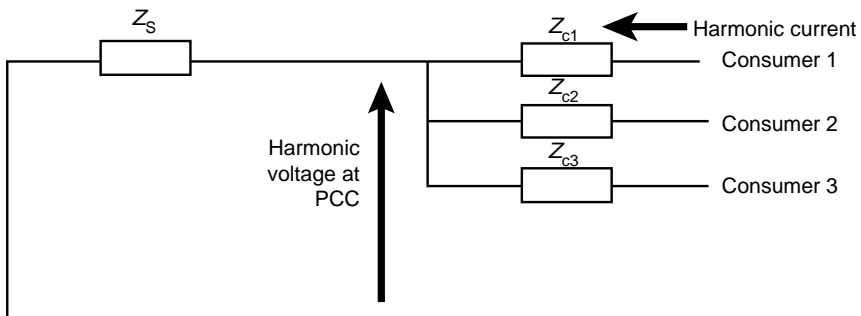 Z_S
Z_c1
Harmonic current
Consumer 1
Z_c2
Consumer 2
Harmonic
voltage at
PCC
Z_c3
Consumer 3